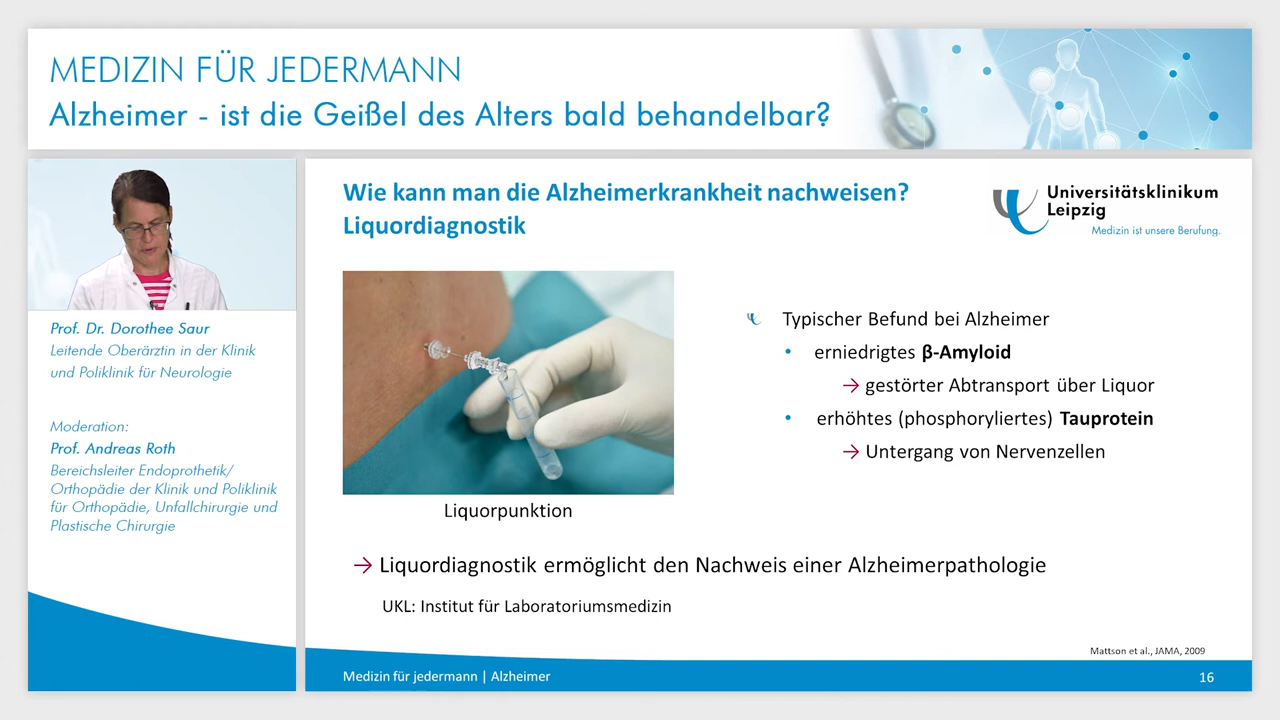 MEDIZIN FÜR JEDERMANN
Alzheimer - ist die Geißel des Alters bald behandelbar?
Prof. Dr. Dorothee Saur
Leitende Oberärztin in der Klinik
und Poliklinik für Neurologie
Moderation:
Prof. Andreas Roth
Bereichsleiter Endoprothetik/
Orthopädie der Klinik und Poliklinik
für Orthopädie, Unfallchirurgie und
Plastische Chirurgie
Wie kann man die Alzheimerkrankheit nachweisen?
Liquordiagnostik
Universitätsklinikum
Leipzig
Medizin ist unsere Berufung.
Typischer Befund bei Alzheimer
• erniedrigtes β-Amyloid
→ gestörter Abtransport über Liquor
• erhöhtes (phosphoryliertes) Tauprotein
→ Untergang von Nervenzellen
Liquorpunktion
→ Liquordiagnostik ermöglicht den Nachweis einer Alzheimerpathologie
UKL: Institut für Laboratoriumsmedizin
Mattson et al., JAMA, 2009
Medizin für jedermann | Alzheimer
16